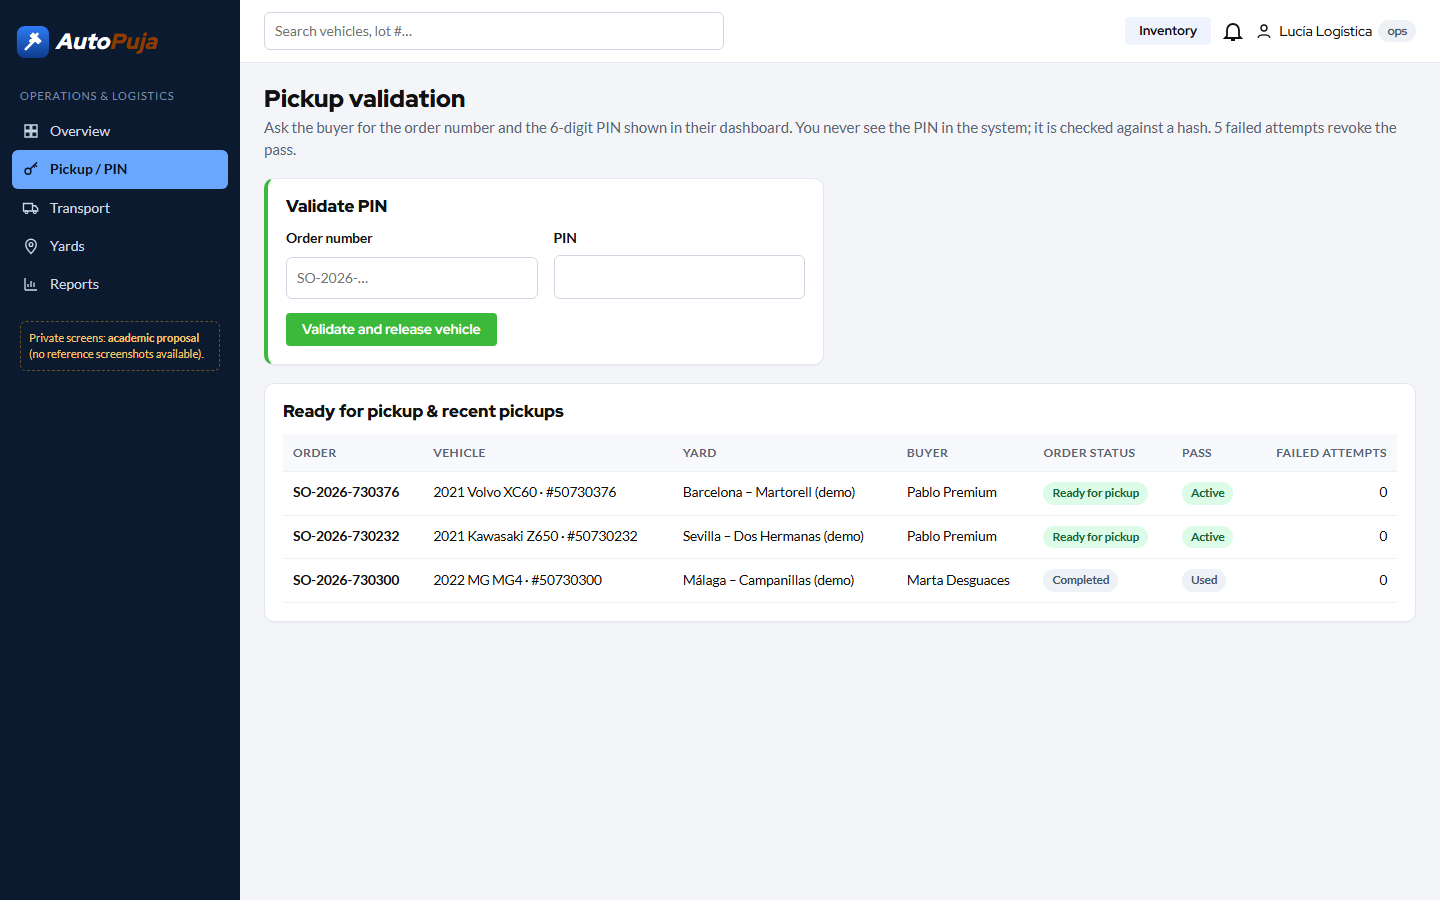 AutoPuja
Search vehicles, lot #...
Inventory
Lucía Logística
ops
OPERATIONS & LOGISTICS
Overview
Pickup / PIN
Transport
Yards
Reports
Private screens: academic proposal
(no reference screenshots available).
Pickup validation
Ask the buyer for the order number and the 6-digit PIN shown in their dashboard. You never see the PIN in the system; it is checked against a hash. 5 failed attempts revoke the
pass.
Validate PIN
Order number PIN
SO-2026-...
Validate and release vehicle
Ready for pickup & recent pickups
ORDER VEHICLE YARD BUYER ORDER STATUS PASS FAILED ATTEMPTS
SO-2026-730376 2021 Volvo XC60 · #50730376 Barcelona – Martorell (demo) Pablo Premium Ready for pickup Active 0
SO-2026-730232 2021 Kawasaki Z650 · #50730232 Sevilla – Dos Hermanas (demo) Pablo Premium Ready for pickup Active 0
SO-2026-730300 2022 MG MG4 · #50730300 Málaga – Campanillas (demo) Marta Desguaces Completed Used 0